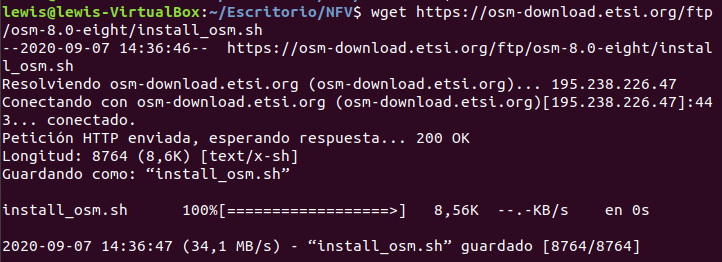 lewis@lewis-VirtualBox:~/Escritorio/NFV$ wget https://osm-download.etsi.org/ftp
/osm-8.0-eight/install_osm.sh
--2020-09-07 14:36:46--  https://osm-download.etsi.org/ftp/osm-8.0-eight/instal
l_osm.sh
Resolviendo osm-download.etsi.org (osm-download.etsi.org)... 195.238.226.47
Conectando con osm-download.etsi.org (osm-download.etsi.org)[195.238.226.47]:44
3... conectado.
Petición HTTP enviada, esperando respuesta... 200 OK
Longitud: 8764 (8,6K) [text/x-sh]
Guardando como: “install_osm.sh”
install_osm.sh      100%[==================>]   8,56K  --.-KB/s    en 0s
2020-09-07 14:36:47 (34,1 MB/s) - “install_osm.sh” guardado [8764/8764]